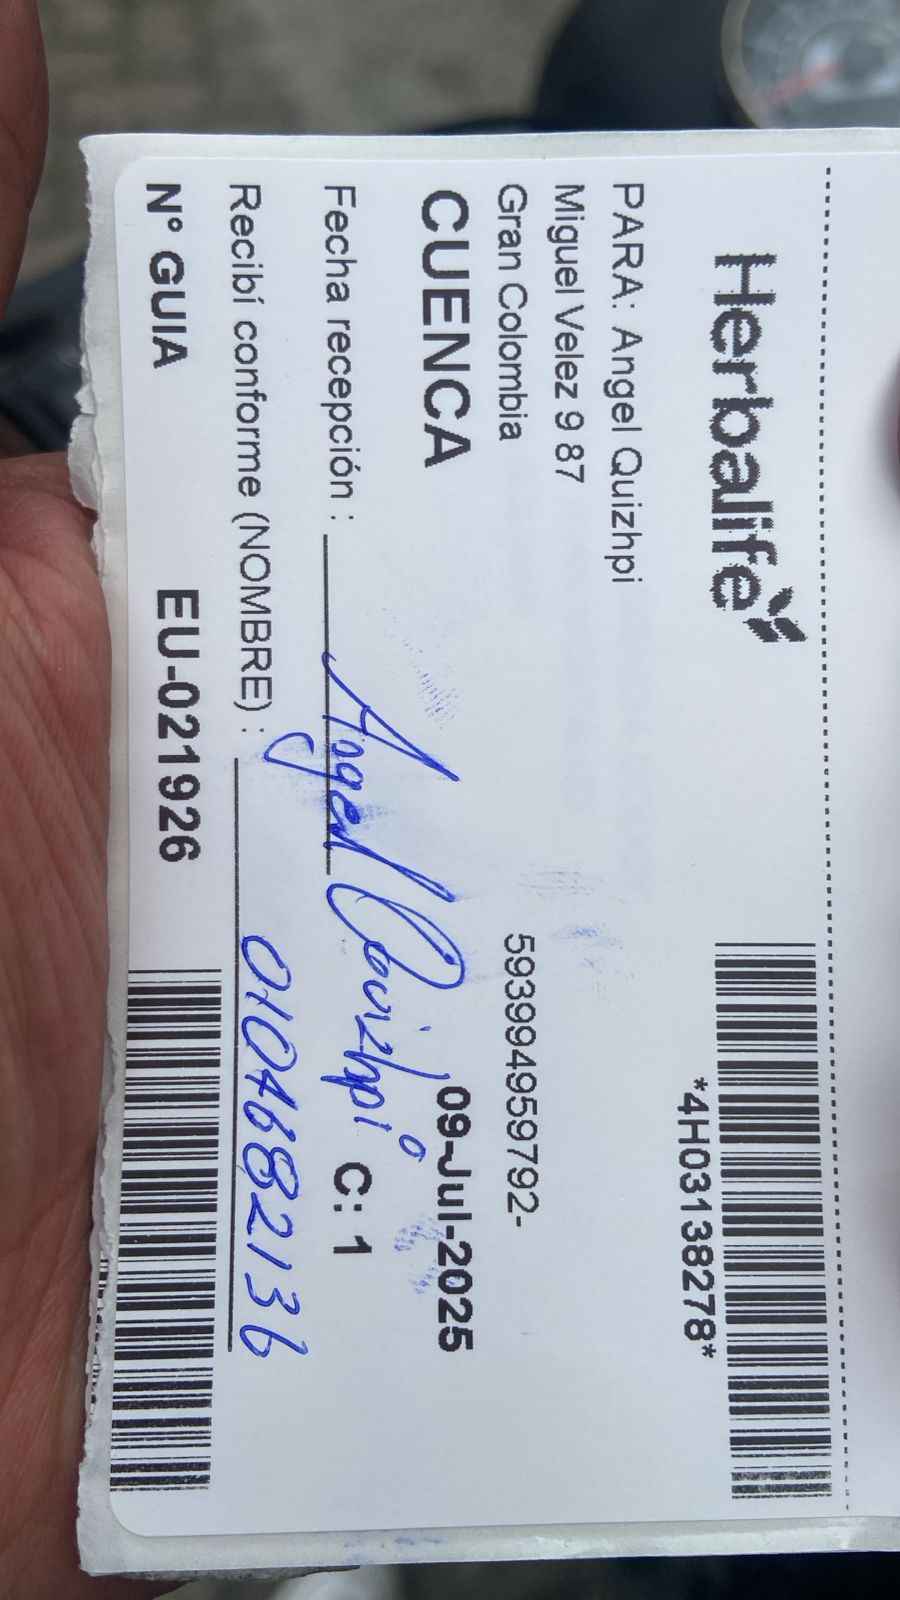 Herbalife
*4H03138278*
PARA: Angel Quizhpi
Miguel Velez 9 87
Gran Colombia
593994959792-
CUENCA
09-Jul-2025
Fecha recepción :
Angel Quizhpi
C: 1
Recibí conforme (NOMBRE) :
0104682136
N° GUIA
EU-021926